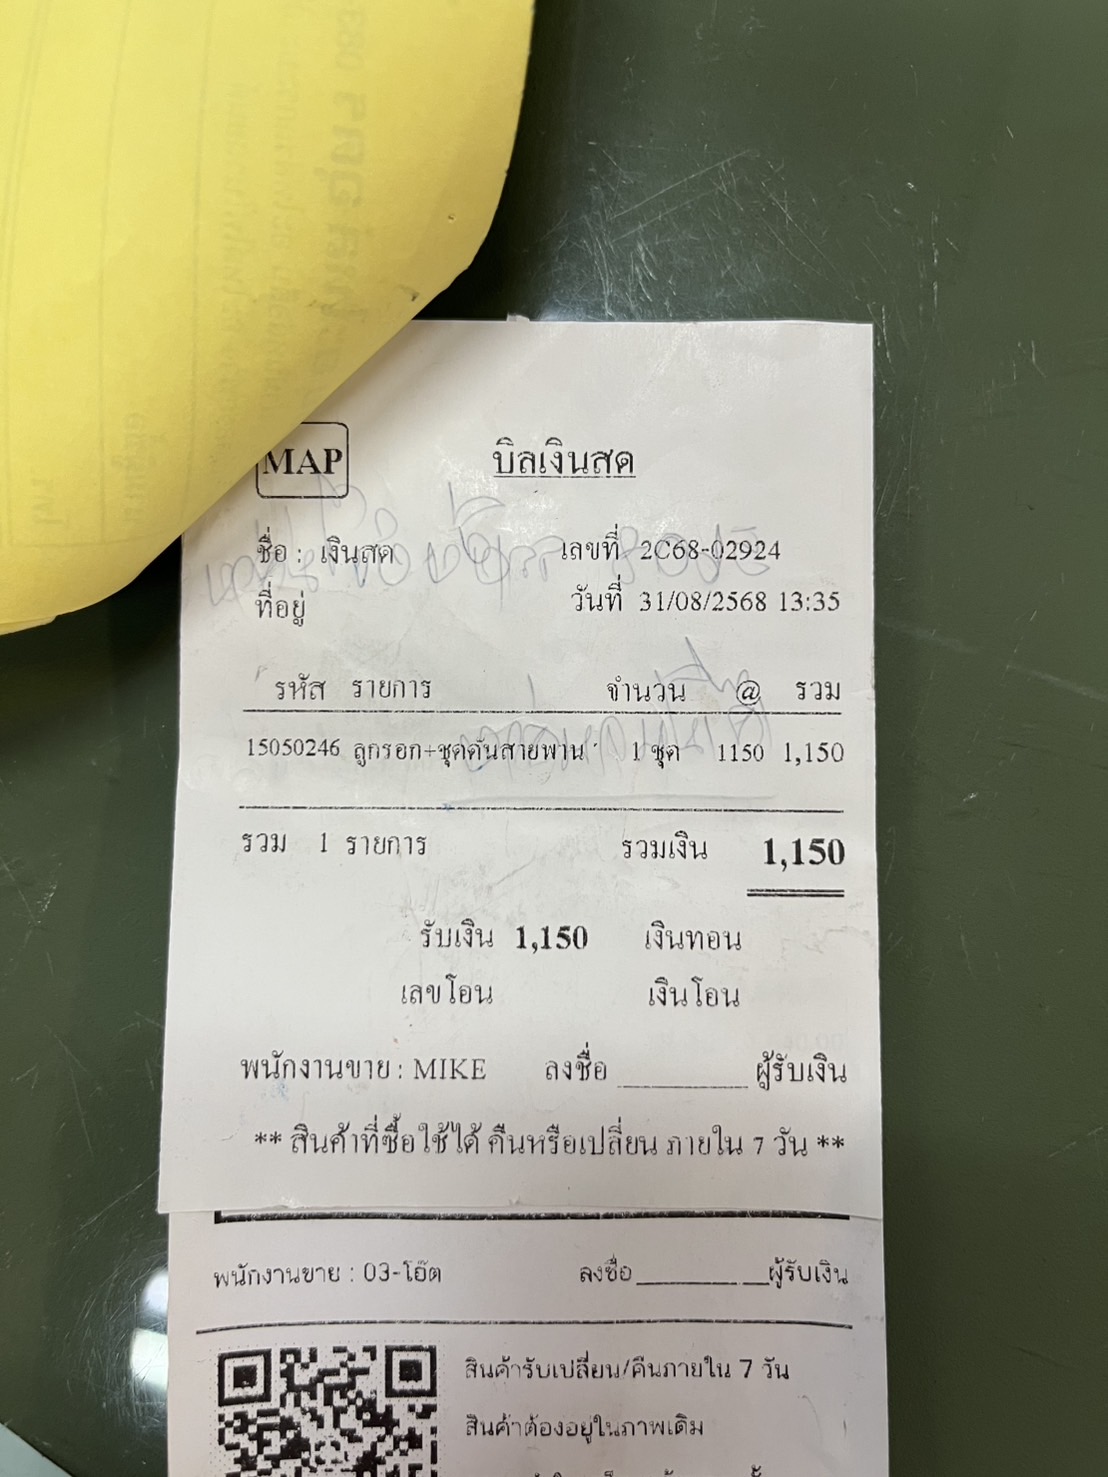 MAP
บิลเงินสด
ชื่อ : เงินสด เลขที่ 2C68-02924
ที่อยู่ วันที่ 31/08/2568 13:35
รหัส รายการ จำนวน @ รวม
15050246 ลูกรอก+ชุดดันสายพาน 1 ชุด 1150 1,150
รวม 1 รายการ รวมเงิน 1,150
รับเงิน 1,150 เงินทอน
เลขโอน เงินโอน
พนักงานขาย : MIKE ลงชื่อ ________ ผู้รับเงิน
** สินค้าที่ซื้อใช้ได้ คืนหรือเปลี่ยน ภายใน 7 วัน **
พนักงานขาย : 03-โอ๊ต ลงชื่อ__________ผู้รับเงิน
สินค้ารับเปลี่ยน/คืนภายใน 7 วัน
สินค้าต้องอยู่ในภาพเดิม